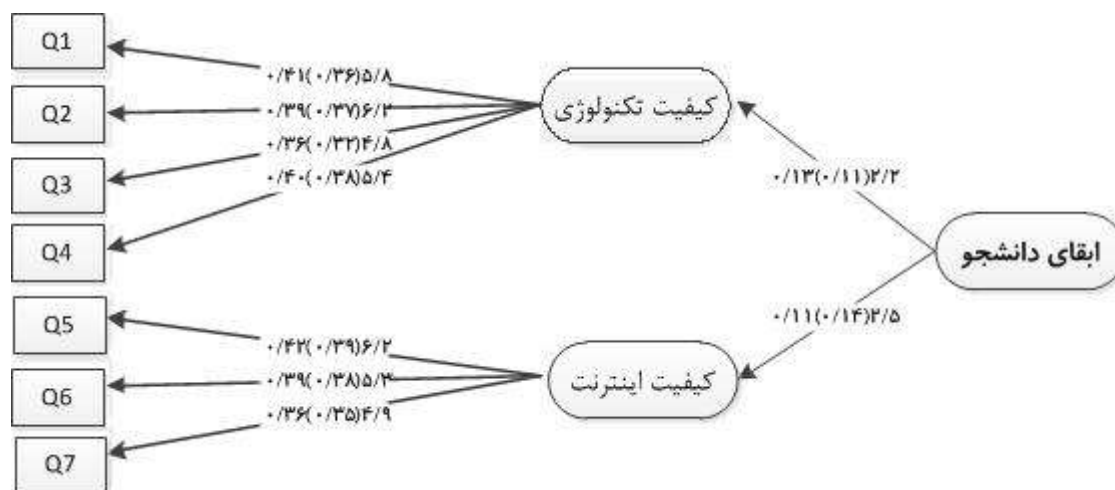 Q1
Q2
Q3
Q4
Q5
Q6
Q7
۰/۴۱(۰/۳۶)۵/۸
۰/۳۹(۰/۳۷)۶/۲
۰/۳۶(۰/۳۲)۴/۸
۰/۴۰(۰/۳۸)۵/۴
۰/۴۲(۰/۳۹)۶/۲
۰/۳۹(۰/۳۸)۵/۳
۰/۳۶(۰/۳۵)۴/۹
کیفیت تکنولوژی
کیفیت اینترنت
۰/۱۳(۰/۱۱)۲/۲
۰/۱۱(۰/۱۴)۲/۵
ابقای دانشجو